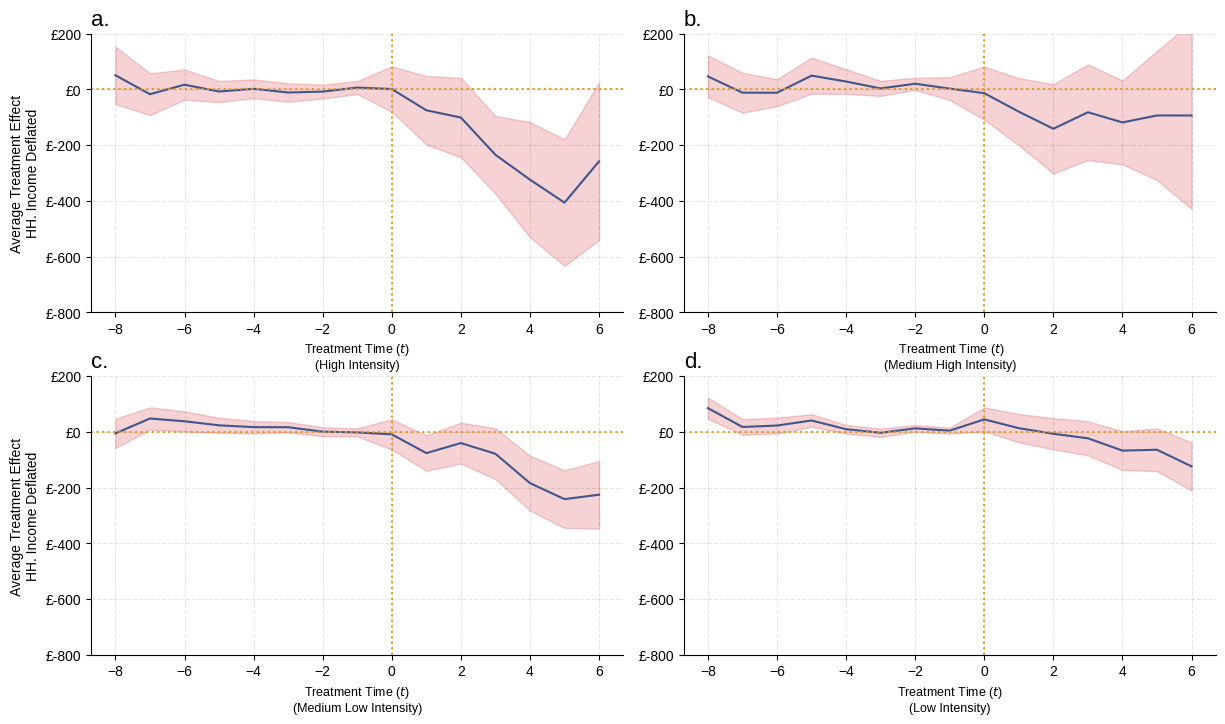 a.
£200
£0
£-200
£-400
£-600
£-800
Average Treatment Effect
HH. Income Deflated
−8 −6 −4 −2 0 2 4 6
Treatment Time (t)
(High Intensity)
b.
£200
£0
£-200
£-400
£-600
£-800
−8 −6 −4 −2 0 2 4 6
Treatment Time (t)
(Medium High Intensity)
c.
£200
£0
£-200
£-400
£-600
£-800
Average Treatment Effect
HH. Income Deflated
−8 −6 −4 −2 0 2 4 6
Treatment Time (t)
(Medium Low Intensity)
d.
£200
£0
£-200
£-400
£-600
£-800
−8 −6 −4 −2 0 2 4 6
Treatment Time (t)
(Low Intensity)